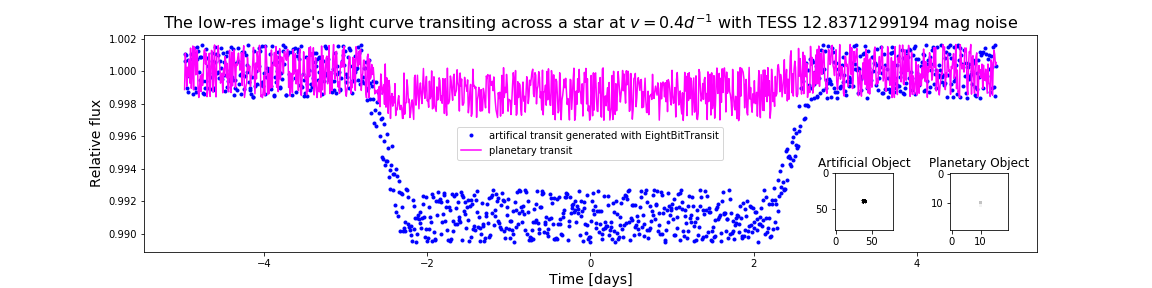 The low-res image's light curve transiting across a star at v = 0.4d⁻¹ with TESS 12.8371299194 mag noise
1.002
1.000
0.998
0.996
0.994
0.992
0.990
Relative flux
artifical transit generated with EightBitTransit
planetary transit
Artificial Object
0
50
0 50
Planetary Object
0
10
0 10
−4 −2 0 2 4
Time [days]